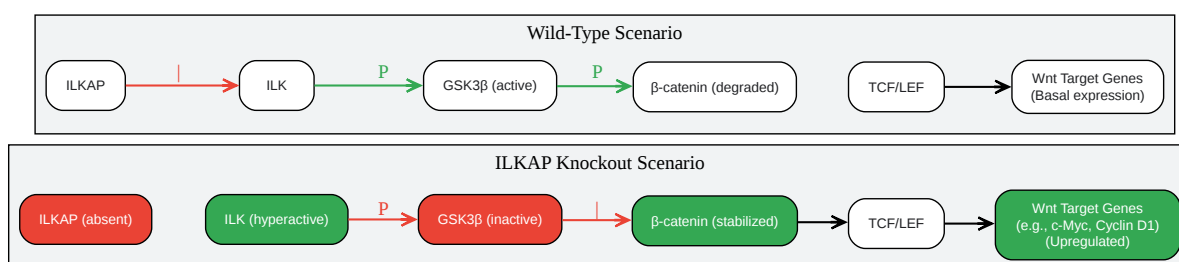 Wild-Type Scenario
ILKAP
|
ILK
P
GSK3β (active)
P
β-catenin (degraded)
TCF/LEF
Wnt Target Genes
(Basal expression)
ILKAP Knockout Scenario
ILKAP (absent)
ILK (hyperactive)
P
GSK3β (inactive)
|
β-catenin (stabilized)
TCF/LEF
Wnt Target Genes
(e.g., c-Myc, Cyclin D1)
(Upregulated)